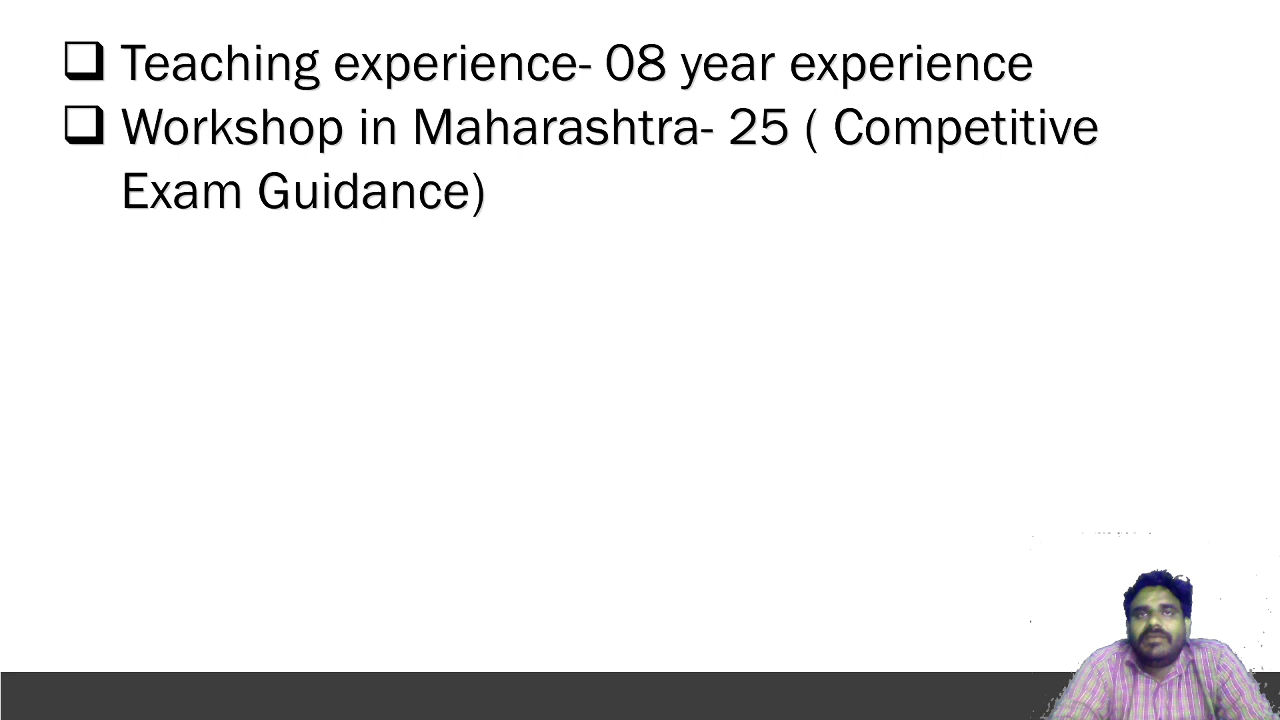 Teaching experience- 08 year experience
Workshop in Maharashtra- 25 ( Competitive
Exam Guidance)